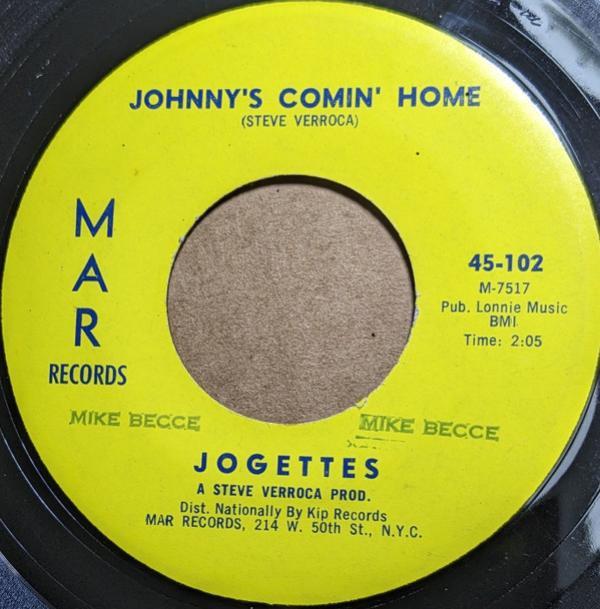 JOHNNY'S COMIN' HOME
(STEVE VERROCA)
M
A
R
RECORDS
45-102
M-7517
Pub. Lonnie Music
BMI
Time: 2:05
MIKE BECCE
MIKE BECCE
JOGETTES
A STEVE VERROCA PROD.
Dist. Nationally By Kip Records
MAR RECORDS, 214 W. 50th St., N.Y.C.